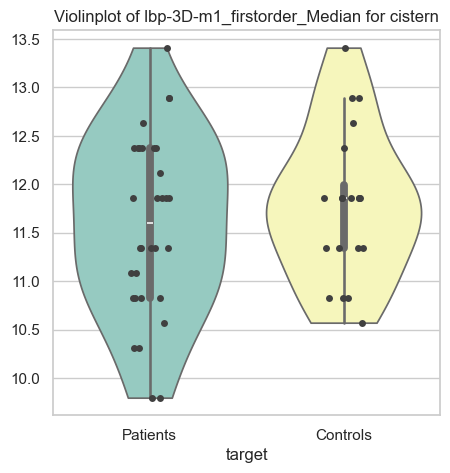 Violinplot of lbp-3D-m1_firstorder_Median for cistern
13.5
13.0
12.5
12.0
11.5
11.0
10.5
10.0
Patients
Controls
target